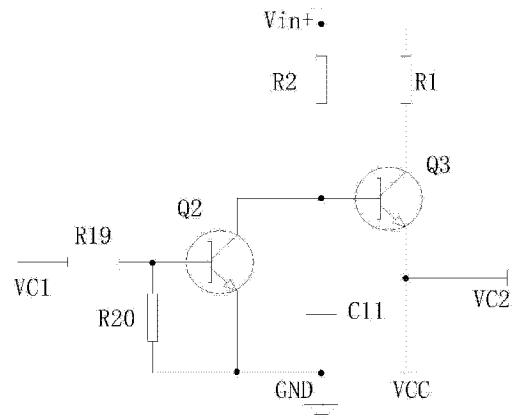 Vin+
R2
R1
Q3
Q2
R19
VC1
R20
C11
VC2
GND
VCC